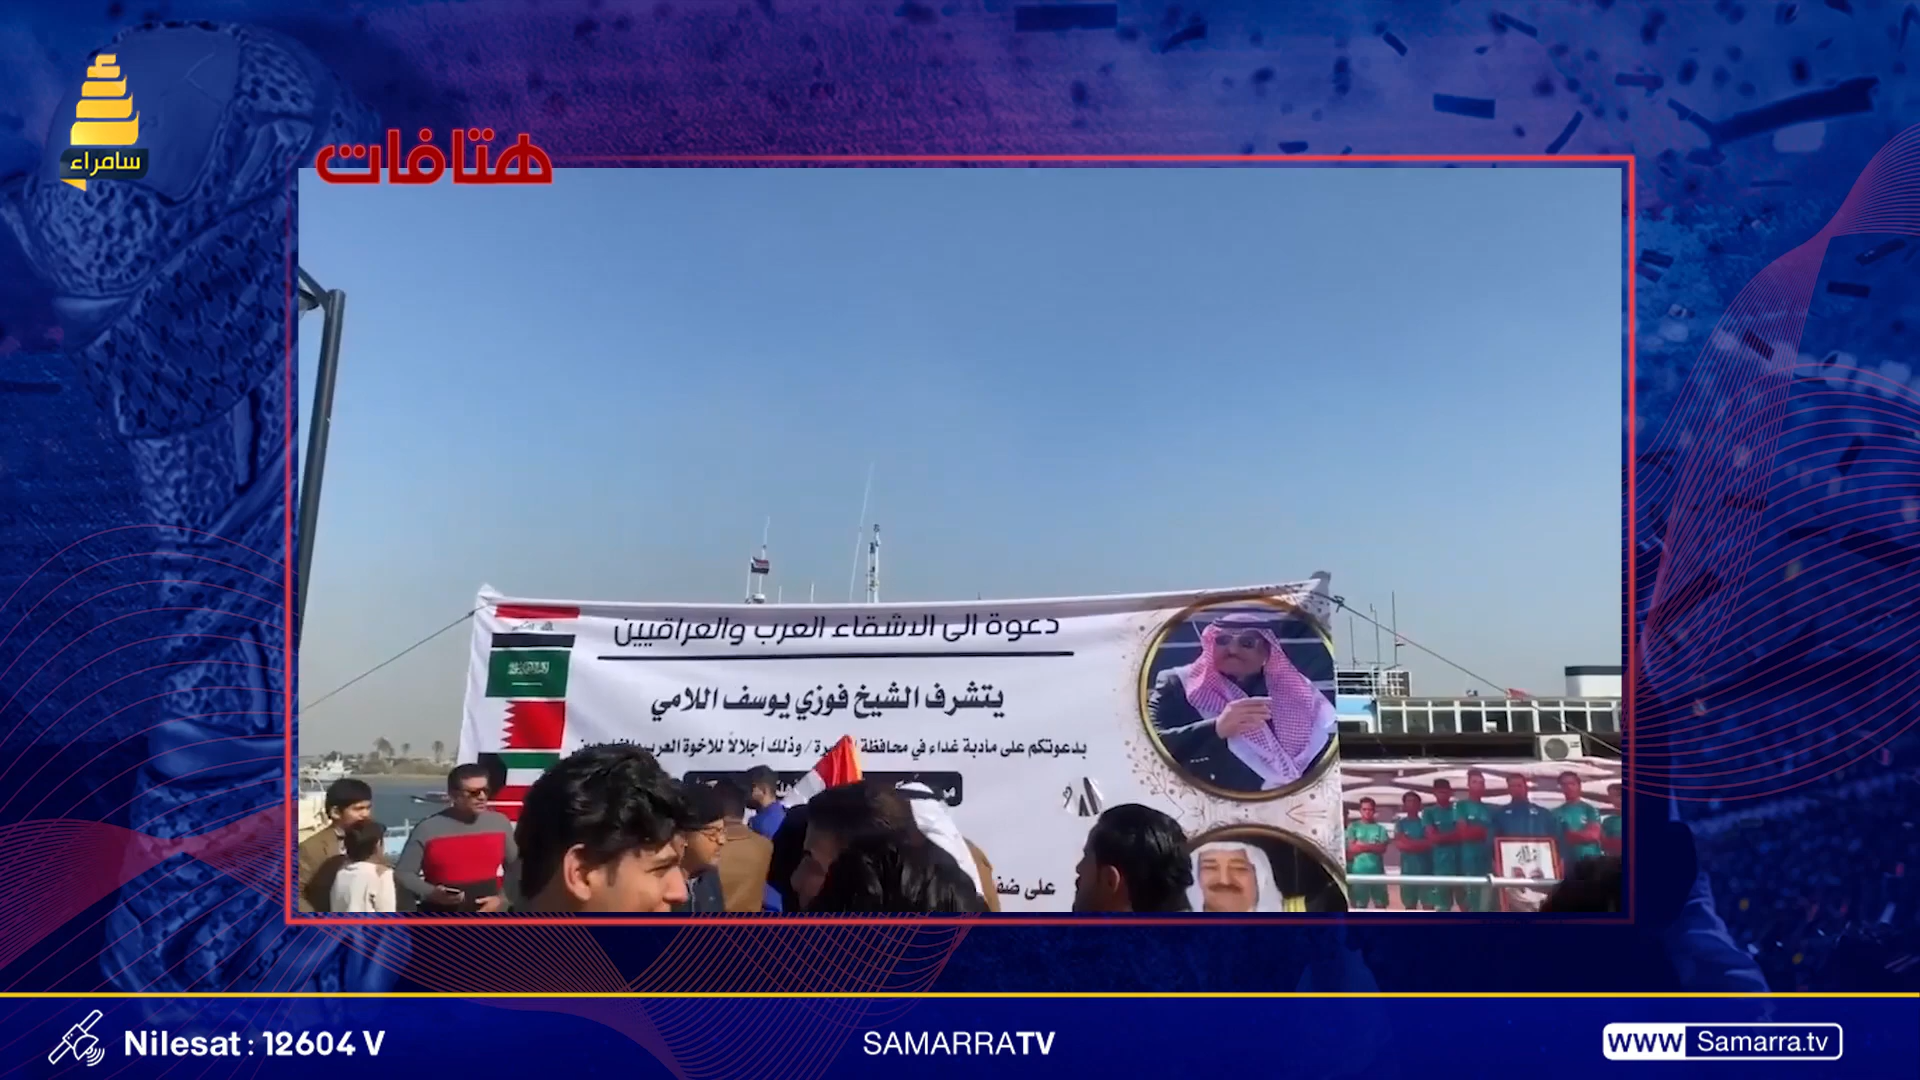 سامراء
هتافات
دعوة الى الاشقاء العرب والعراقيين
يتشرف الشيخ فوزي يوسف اللامي
بدعوتكم على مأدبة غداء في محافظة / وذلك أجلالاً للاخوة العرب
على
Nilesat : 12604 V
SAMARRATV
www Samarra.tv